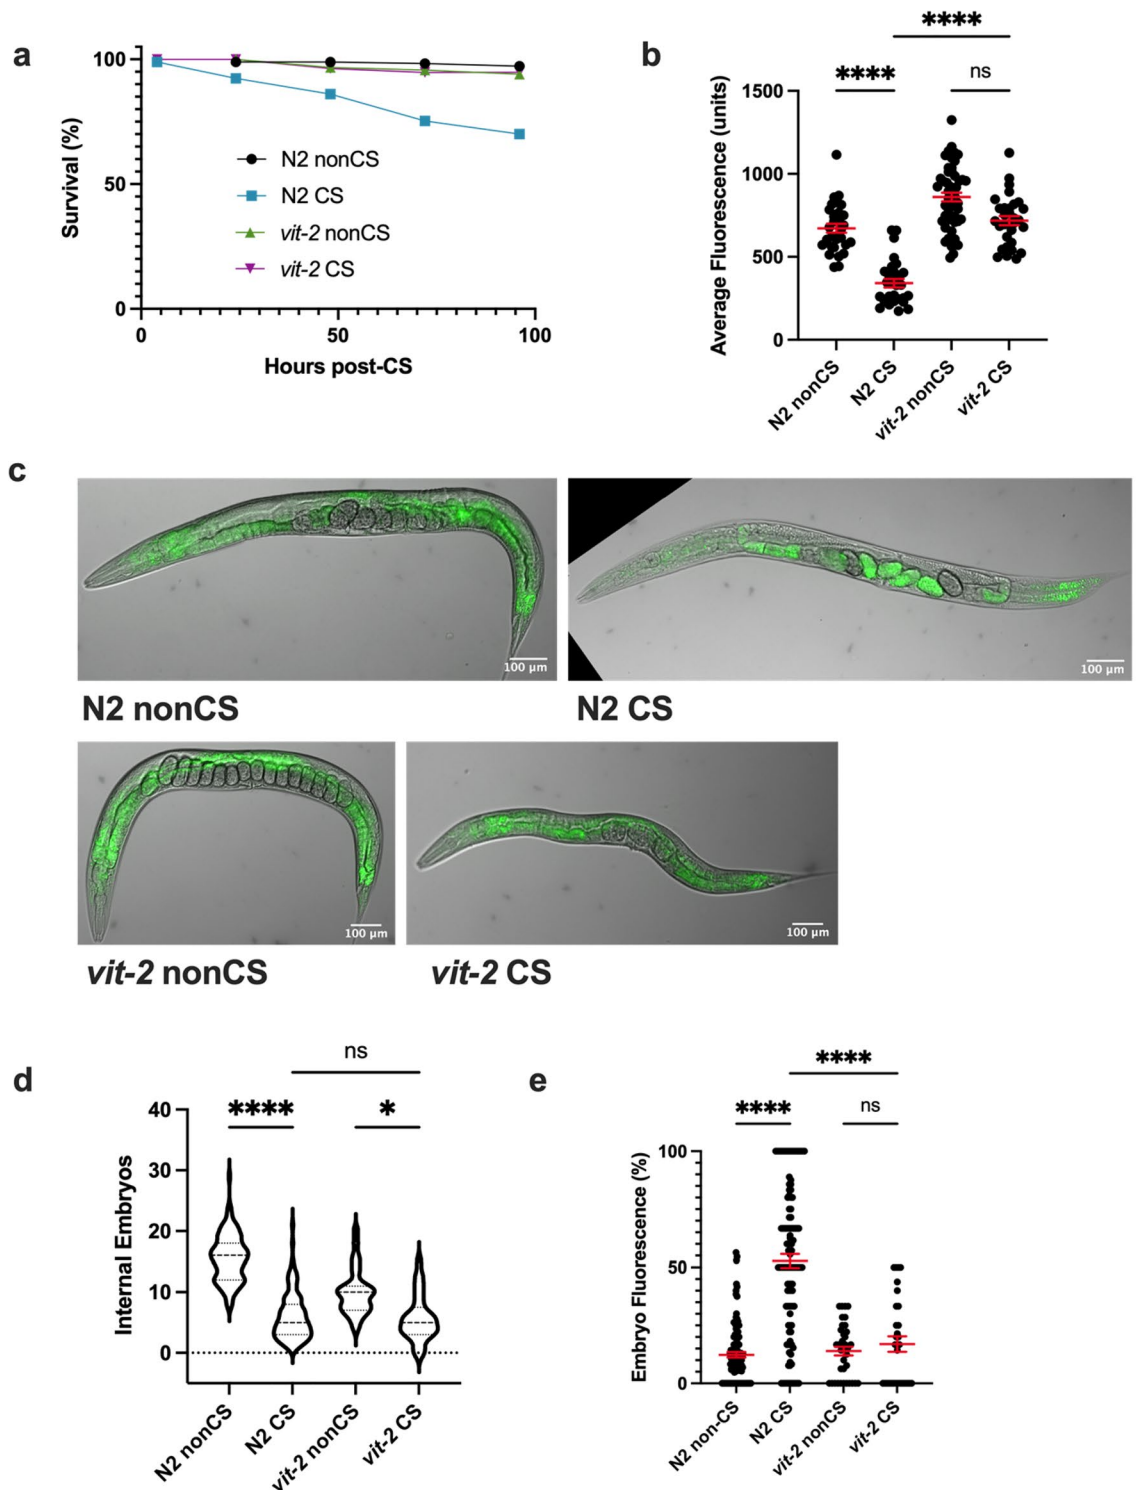 a
100
50
0
Survival (%)
N2 nonCS
N2 CS
vit-2 nonCS
vit-2 CS
0
50
100
Hours post-CS
b
****
****
ns
1500
1000
500
0
Average Fluorescence (units)
N2 nonCS
N2 CS
vit-2 nonCS
vit-2 CS
c
100 µm
100 µm
N2 nonCS
N2 CS
100 µm
100 µm
vit-2 nonCS
vit-2 CS
d
ns
****
*
40
30
20
10
0
Internal Embryos
N2 nonCS
N2 CS
vit-2 nonCS
vit-2 CS
e
****
****
ns
100
50
0
Embryo Fluorescence (%)
N2 non-CS
N2 CS
vit-2 nonCS
vit-2 CS